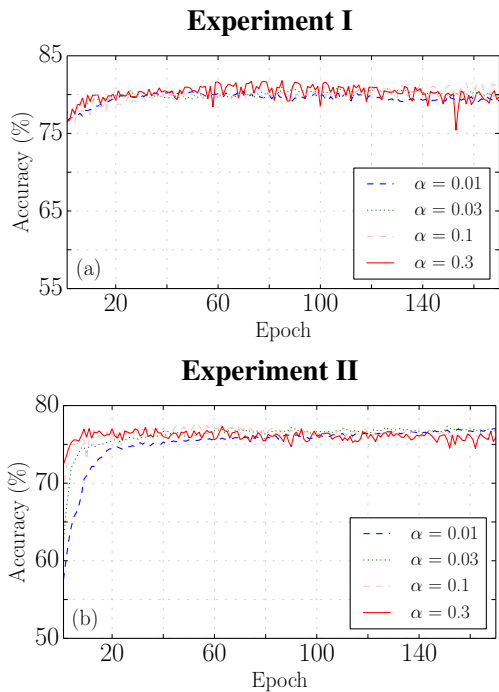 Experiment I
85
75
65
55
Accuracy (%)
(a)
α = 0.01
α = 0.03
α = 0.1
α = 0.3
20 60 100 140
Epoch
Experiment II
80
70
60
50
Accuracy (%)
(b)
α = 0.01
α = 0.03
α = 0.1
α = 0.3
20 60 100 140
Epoch